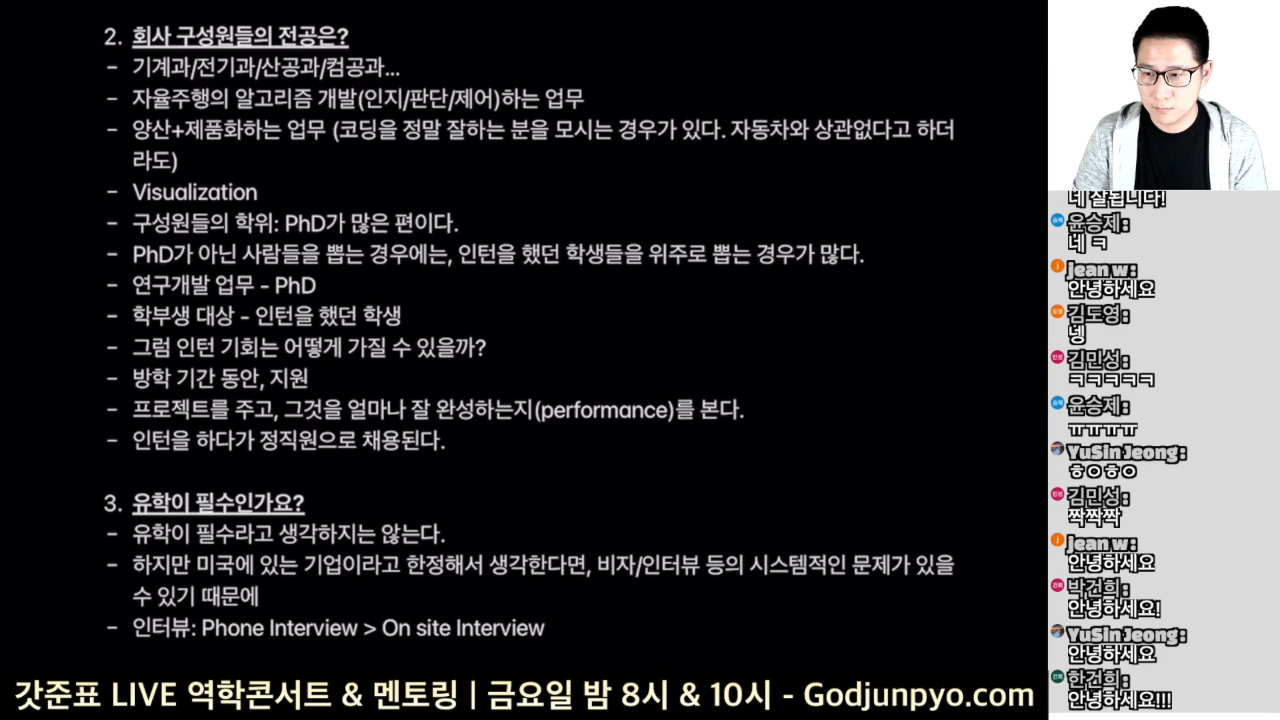 2. 회사 구성원들의 전공은?
- 기계과/전기과/산공과/컴공과...
- 자율주행의 알고리즘 개발(인지/판단/제어)하는 업무
- 양산+제품화하는 업무 (코딩을 정말 잘하는 분을 모시는 경우가 있다. 자동차와 상관없다고 하더
라도)
- Visualization
- 구성원들의 학위: PhD가 많은 편이다.
- PhD가 아닌 사람들을 뽑는 경우에는, 인턴을 했던 학생들을 위주로 뽑는 경우가 많다.
- 연구개발 업무 - PhD
- 학부생 대상 - 인턴을 했던 학생
- 그럼 인턴 기회는 어떻게 가질 수 있을까?
- 방학 기간 동안, 지원
- 프로젝트를 주고, 그것을 얼마나 잘 완성하는지(performance)를 본다.
- 인턴을 하다가 정직원으로 채용된다.
3. 유학이 필수인가요?
- 유학이 필수라고 생각하지는 않는다.
- 하지만 미국에 있는 기업이라고 한정해서 생각한다면, 비자/인터뷰 등의 시스템적인 문제가 있을
수 있기 때문에
- 인터뷰: Phone Interview > On site Interview
네 잘됩니다!
윤승제:
네 ㅋ
jean w:
안녕하세요
김도영:
넹
김민성:
ㅋㅋㅋㅋㅋ
윤승제:
ㅠㅠㅠㅠ
YuSin Jeong:
ㅎㅇㅎㅇ
김민성:
짝짝짝
jean w:
안녕하세요
박건희:
안녕하세요!
YuSin Jeong:
안녕하세요
한건희:
안녕하세요!!!
갓준표 LIVE 역학콘서트 & 멘토링 | 금요일 밤 8시 & 10시 - Godjunpyo.com